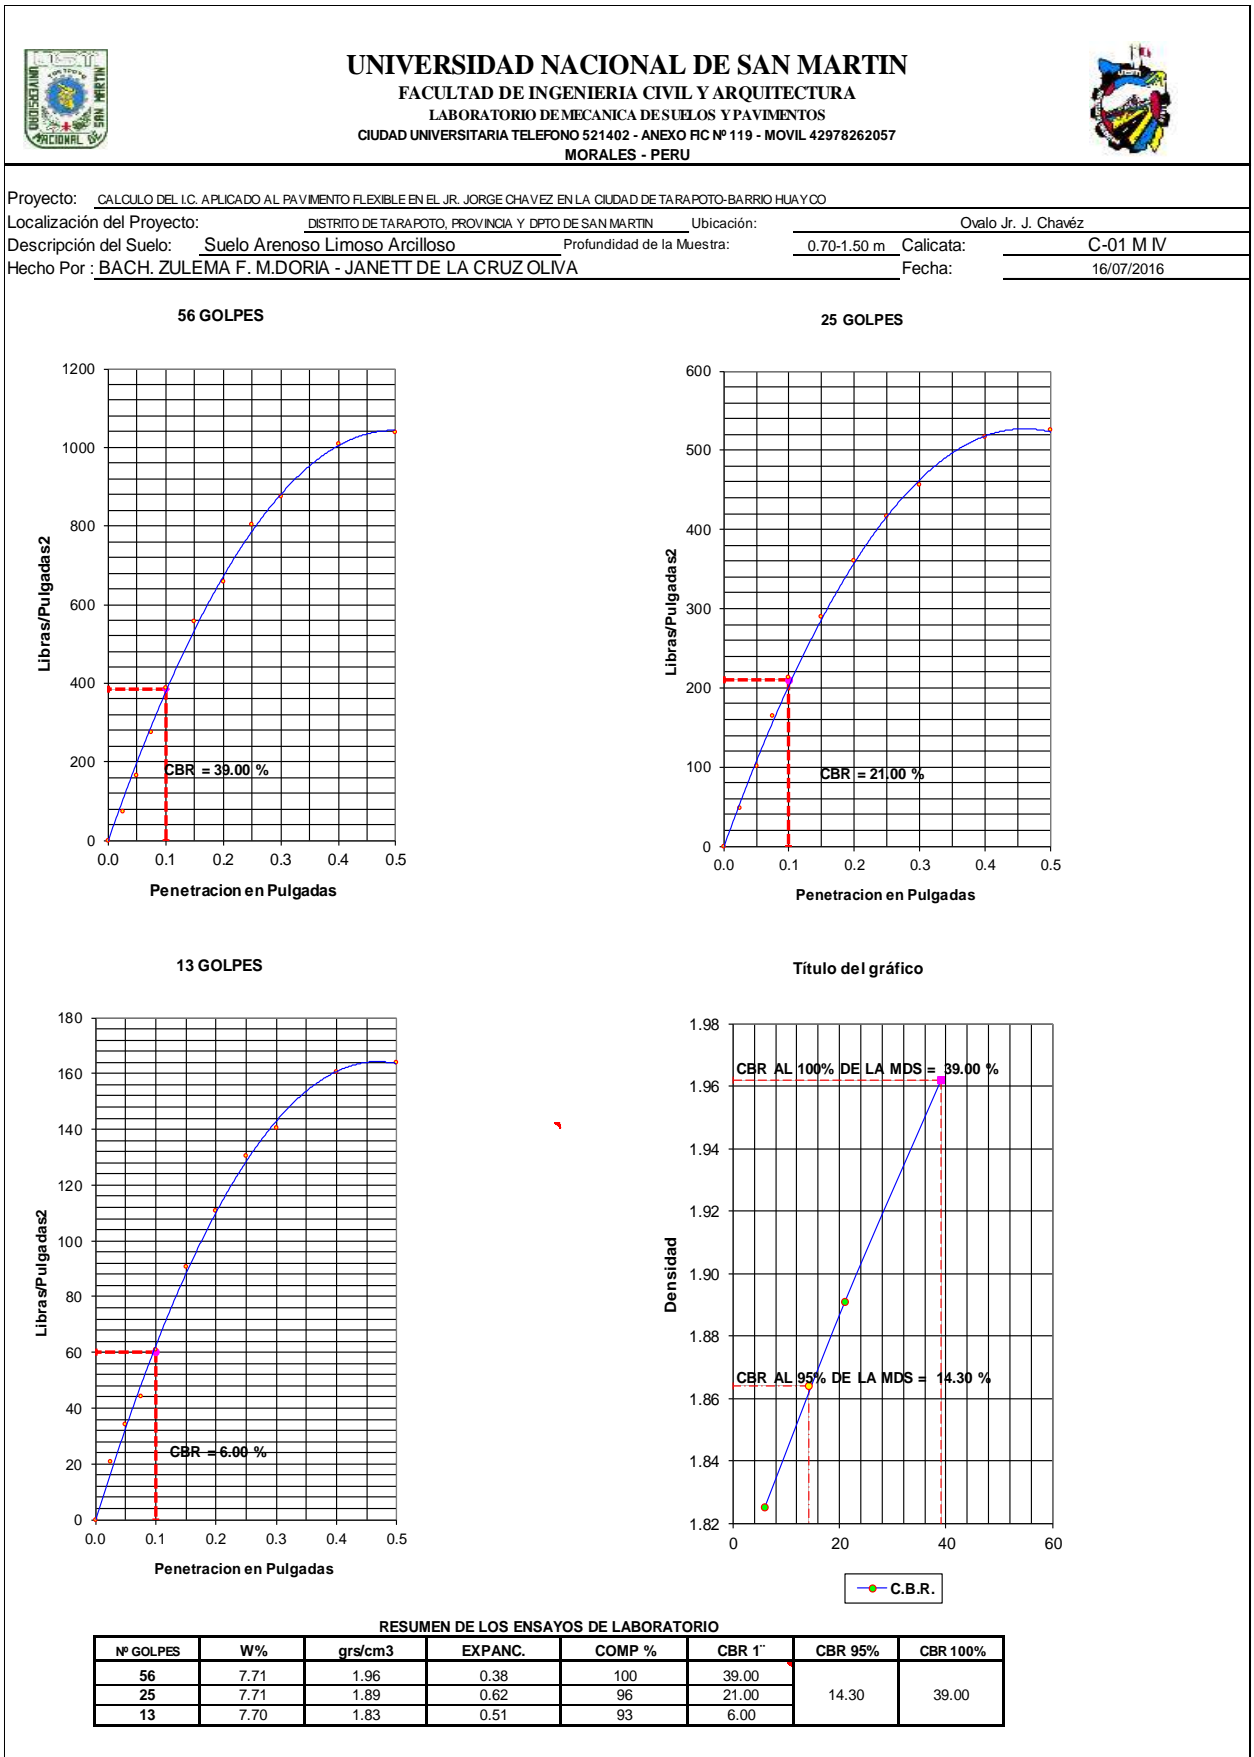 UNIVERSIDAD NACIONAL DE SAN MARTIN
FACULTAD DE INGENIERIA CIVIL Y ARQUITECTURA
LABORATORIO DE MECANICA DE SUELOS Y PAVIMENTOS
CIUDAD UNIVERSITARIA TELEFONO 521402 - ANEXO FIC Nº 119 - MOVIL 42978262057
MORALES - PERU
Proyecto: CALCULO DEL I.C. APLICADO AL PAVIMENTO FLEXIBLE EN EL JR. JORGE CHAVEZ EN LA CIUDAD DE TARAPOTO-BARRIO HUAYCO
Localización del Proyecto: DISTRITO DE TARAPOTO, PROVINCIA Y DPTO DE SAN MARTIN Ubicación: Ovalo Jr. J. Chavéz
Descripción del Suelo: Suelo Arenoso Limoso Arcilloso Profundidad de la Muestra: 0.70-1.50 m Calicata: C-01 M IV
Hecho Por : BACH. ZULEMA F. M.DORIA - JANETT DE LA CRUZ OLIVA Fecha: 16/07/2016
56 GOLPES
1200
1000
800
600
400
200
0
Libras/Pulgadas2
CBR = 39.00 %
0.0 0.1 0.2 0.3 0.4 0.5
Penetracion en Pulgadas
25 GOLPES
600
500
400
300
200
100
0
Libras/Pulgadas2
CBR = 21.00 %
0.0 0.1 0.2 0.3 0.4 0.5
Penetracion en Pulgadas
13 GOLPES
180
160
140
120
100
80
60
40
20
0
Libras/Pulgadas2
CBR = 6.00 %
0.0 0.1 0.2 0.3 0.4 0.5
Penetracion en Pulgadas
Título del gráfico
1.98
1.96
1.94
1.92
1.90
1.88
1.86
1.84
1.82
Densidad
CBR AL 100% DE LA MDS = 39.00 %
CBR AL 95% DE LA MDS = 14.30 %
0 20 40 60
C.B.R.
RESUMEN DE LOS ENSAYOS DE LABORATORIO
Nº GOLPES W% grs/cm3 EXPANC. COMP % CBR 1¨ CBR 95% CBR 100%
56 7.71 1.96 0.38 100 39.00
25 7.71 1.89 0.62 96 21.00 14.30 39.00
13 7.70 1.83 0.51 93 6.00